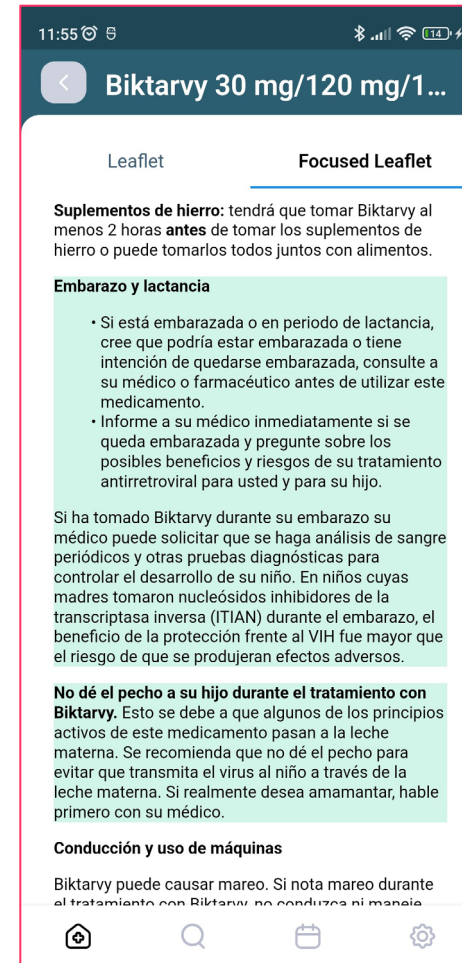 11:55
14
Biktarvy 30 mg/120 mg/1...
Leaflet
Focused Leaflet
Suplementos de hierro: tendrá que tomar Biktarvy al
menos 2 horas antes de tomar los suplementos de
hierro o puede tomarlos todos juntos con alimentos.
Embarazo y lactancia
• Si está embarazada o en periodo de lactancia,
cree que podría estar embarazada o tiene
intención de quedarse embarazada, consulte a
su médico o farmacéutico antes de utilizar este
medicamento.
• Informe a su médico inmediatamente si se
queda embarazada y pregunte sobre los
posibles beneficios y riesgos de su tratamiento
antirretroviral para usted y para su hijo.
Si ha tomado Biktarvy durante su embarazo su
médico puede solicitar que se haga análisis de sangre
periódicos y otras pruebas diagnósticas para
controlar el desarrollo de su niño. En niños cuyas
madres tomaron nucleósidos inhibidores de la
transcriptasa inversa (ITIAN) durante el embarazo, el
beneficio de la protección frente al VIH fue mayor que
el riesgo de que se produjeran efectos adversos.
No dé el pecho a su hijo durante el tratamiento con
Biktarvy. Esto se debe a que algunos de los principios
activos de este medicamento pasan a la leche
materna. Se recomienda que no dé el pecho para
evitar que transmita el virus al niño a través de la
leche materna. Si realmente desea amamantar, hable
primero con su médico.
Conducción y uso de máquinas
Biktarvy puede causar mareo. Si nota mareo durante
el tratamiento con Biktarvy, no conduzca ni maneje